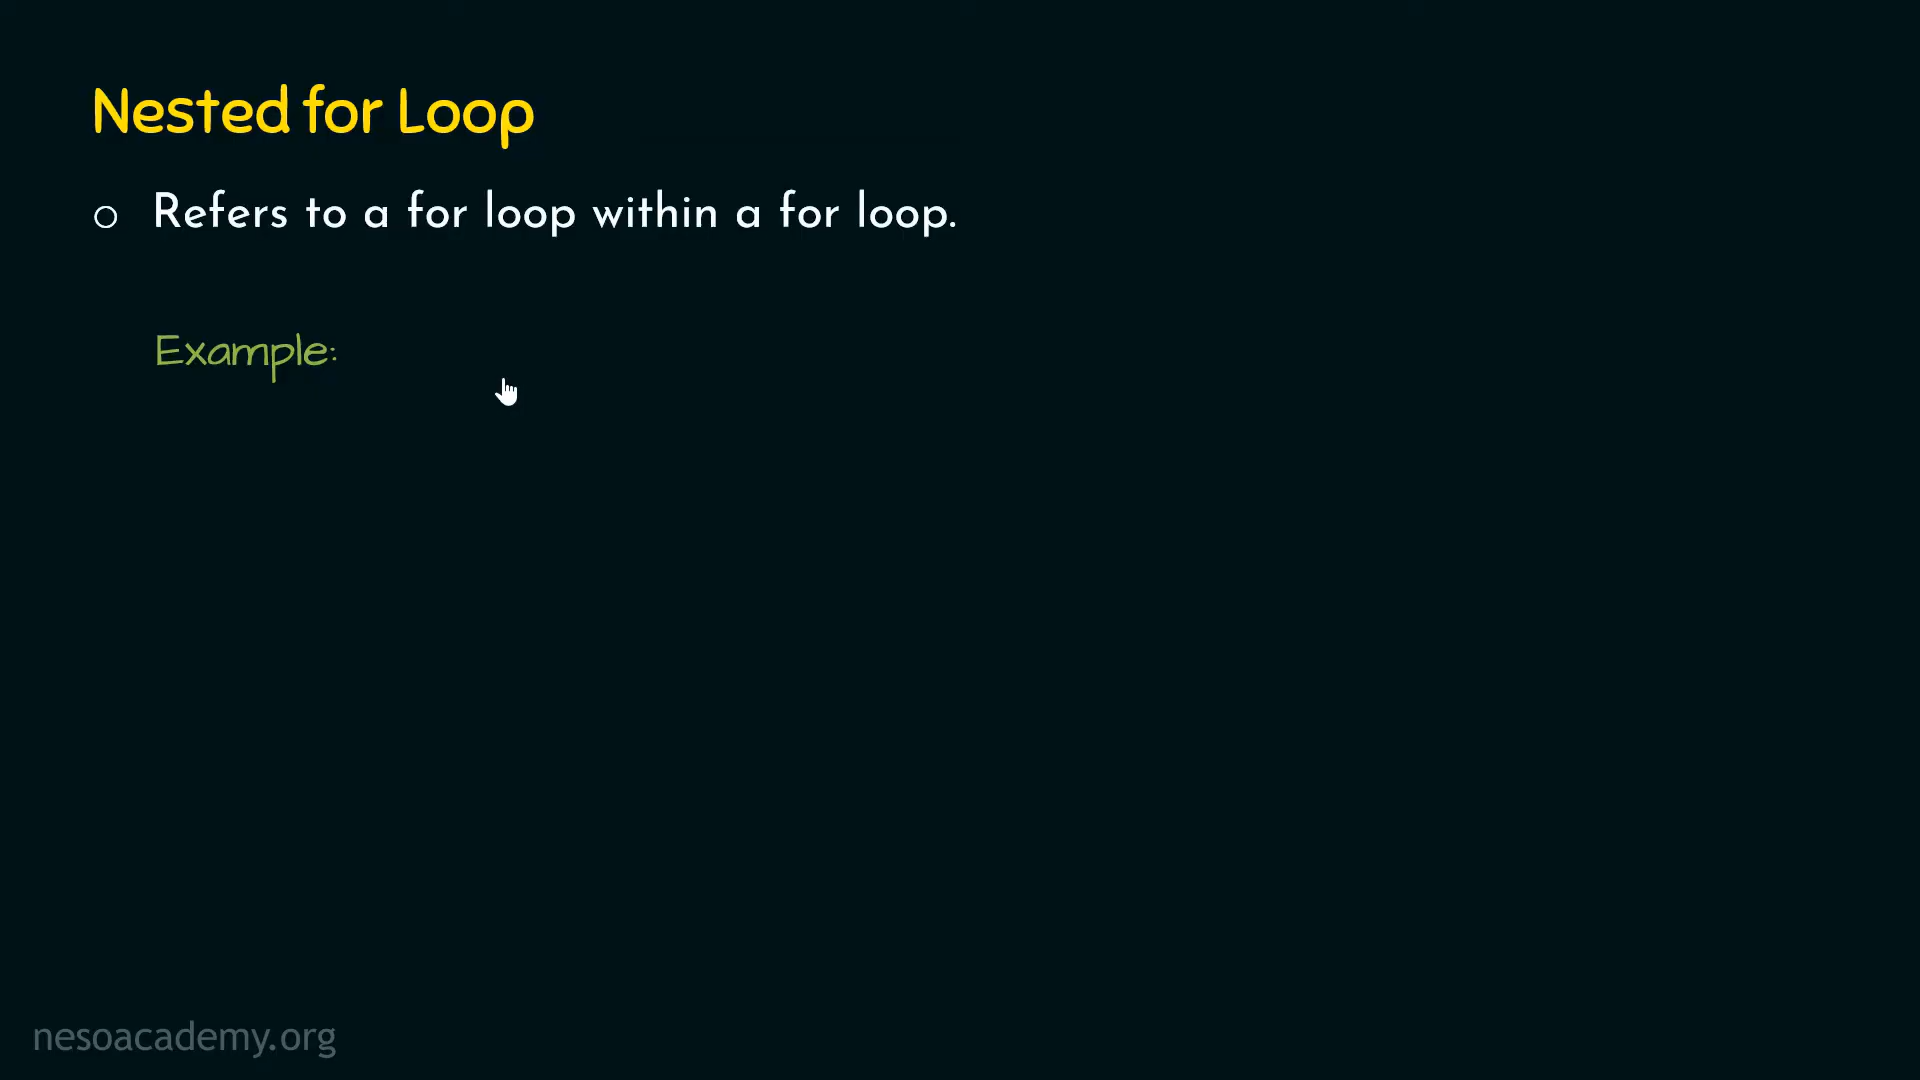 Nested for Loop
○ Refers to a for loop within a for loop.
Example:
nesoacademy.org